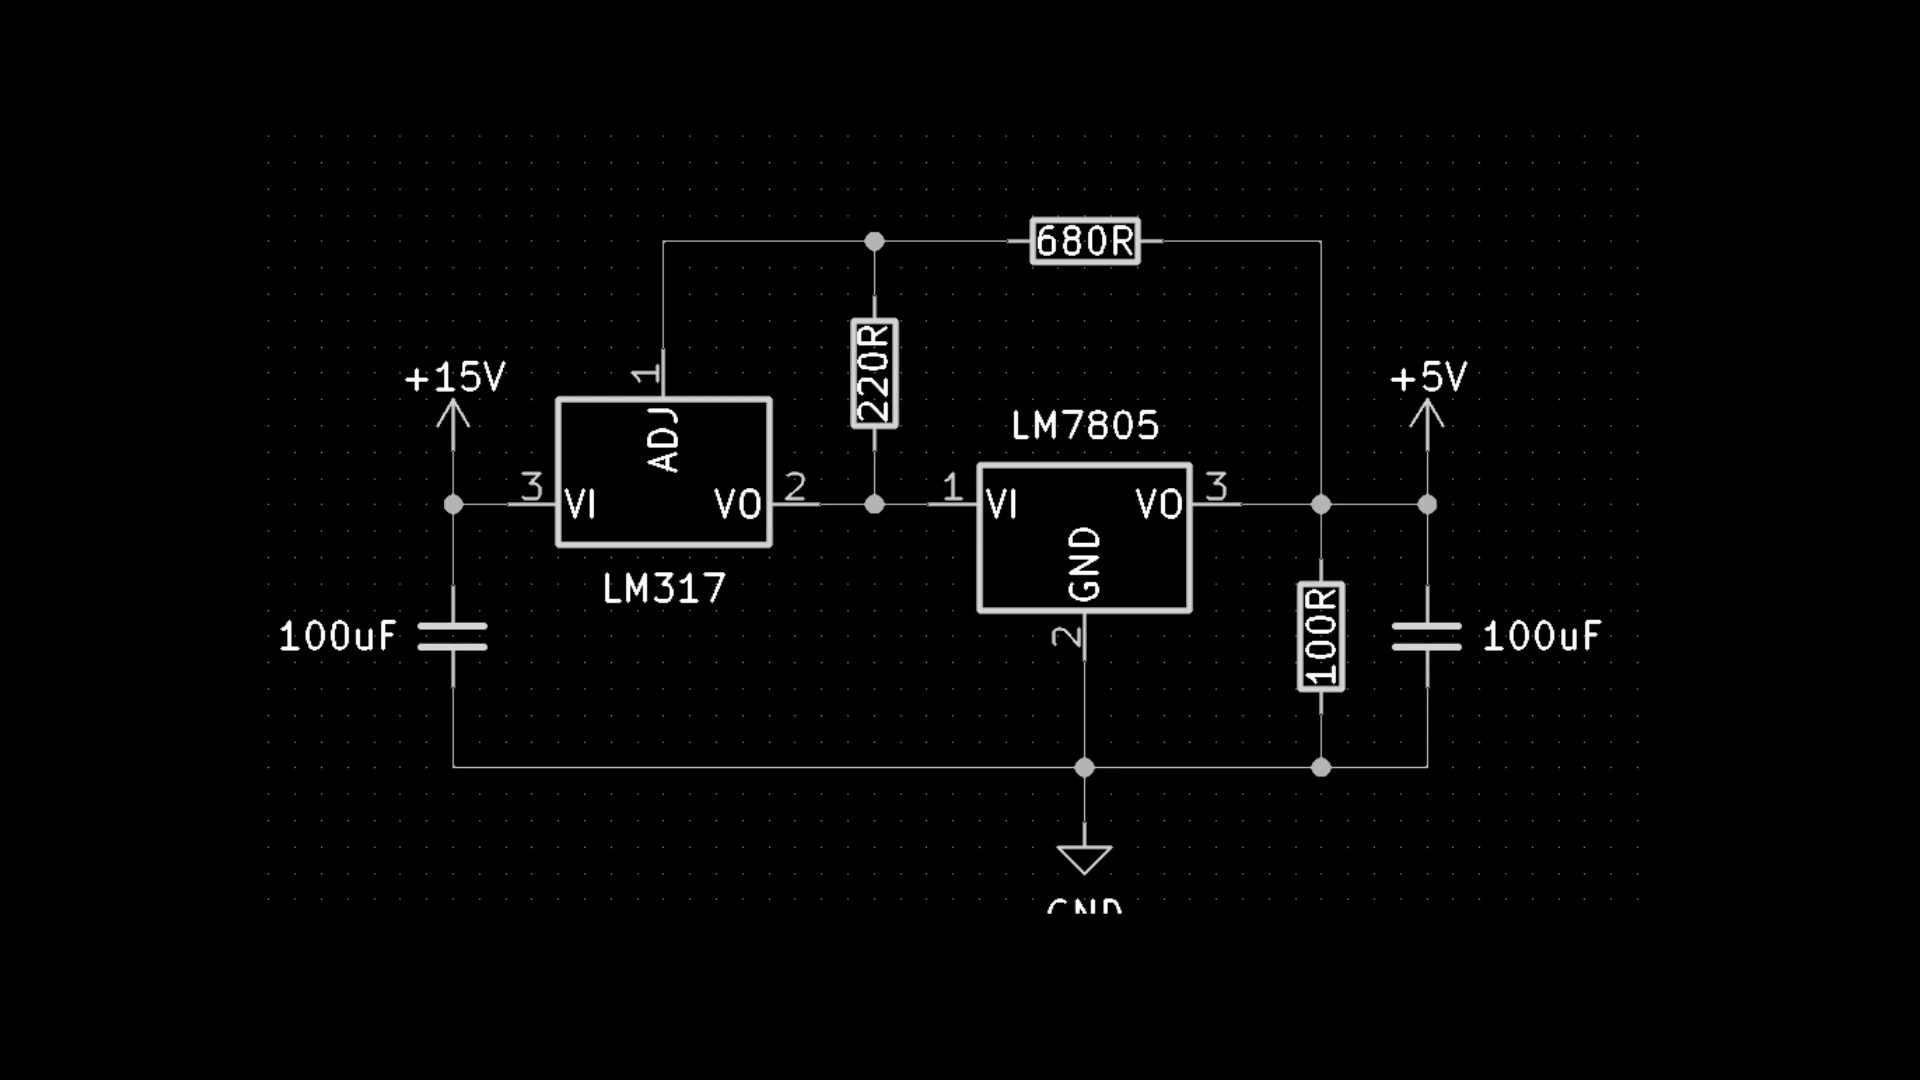 680R
220R
+15V
1
ADJ
+5V
LM7805
3
VI
VO
2
1
VI
VO
3
GND
LM317
100uF
2
100R
100uF
GND